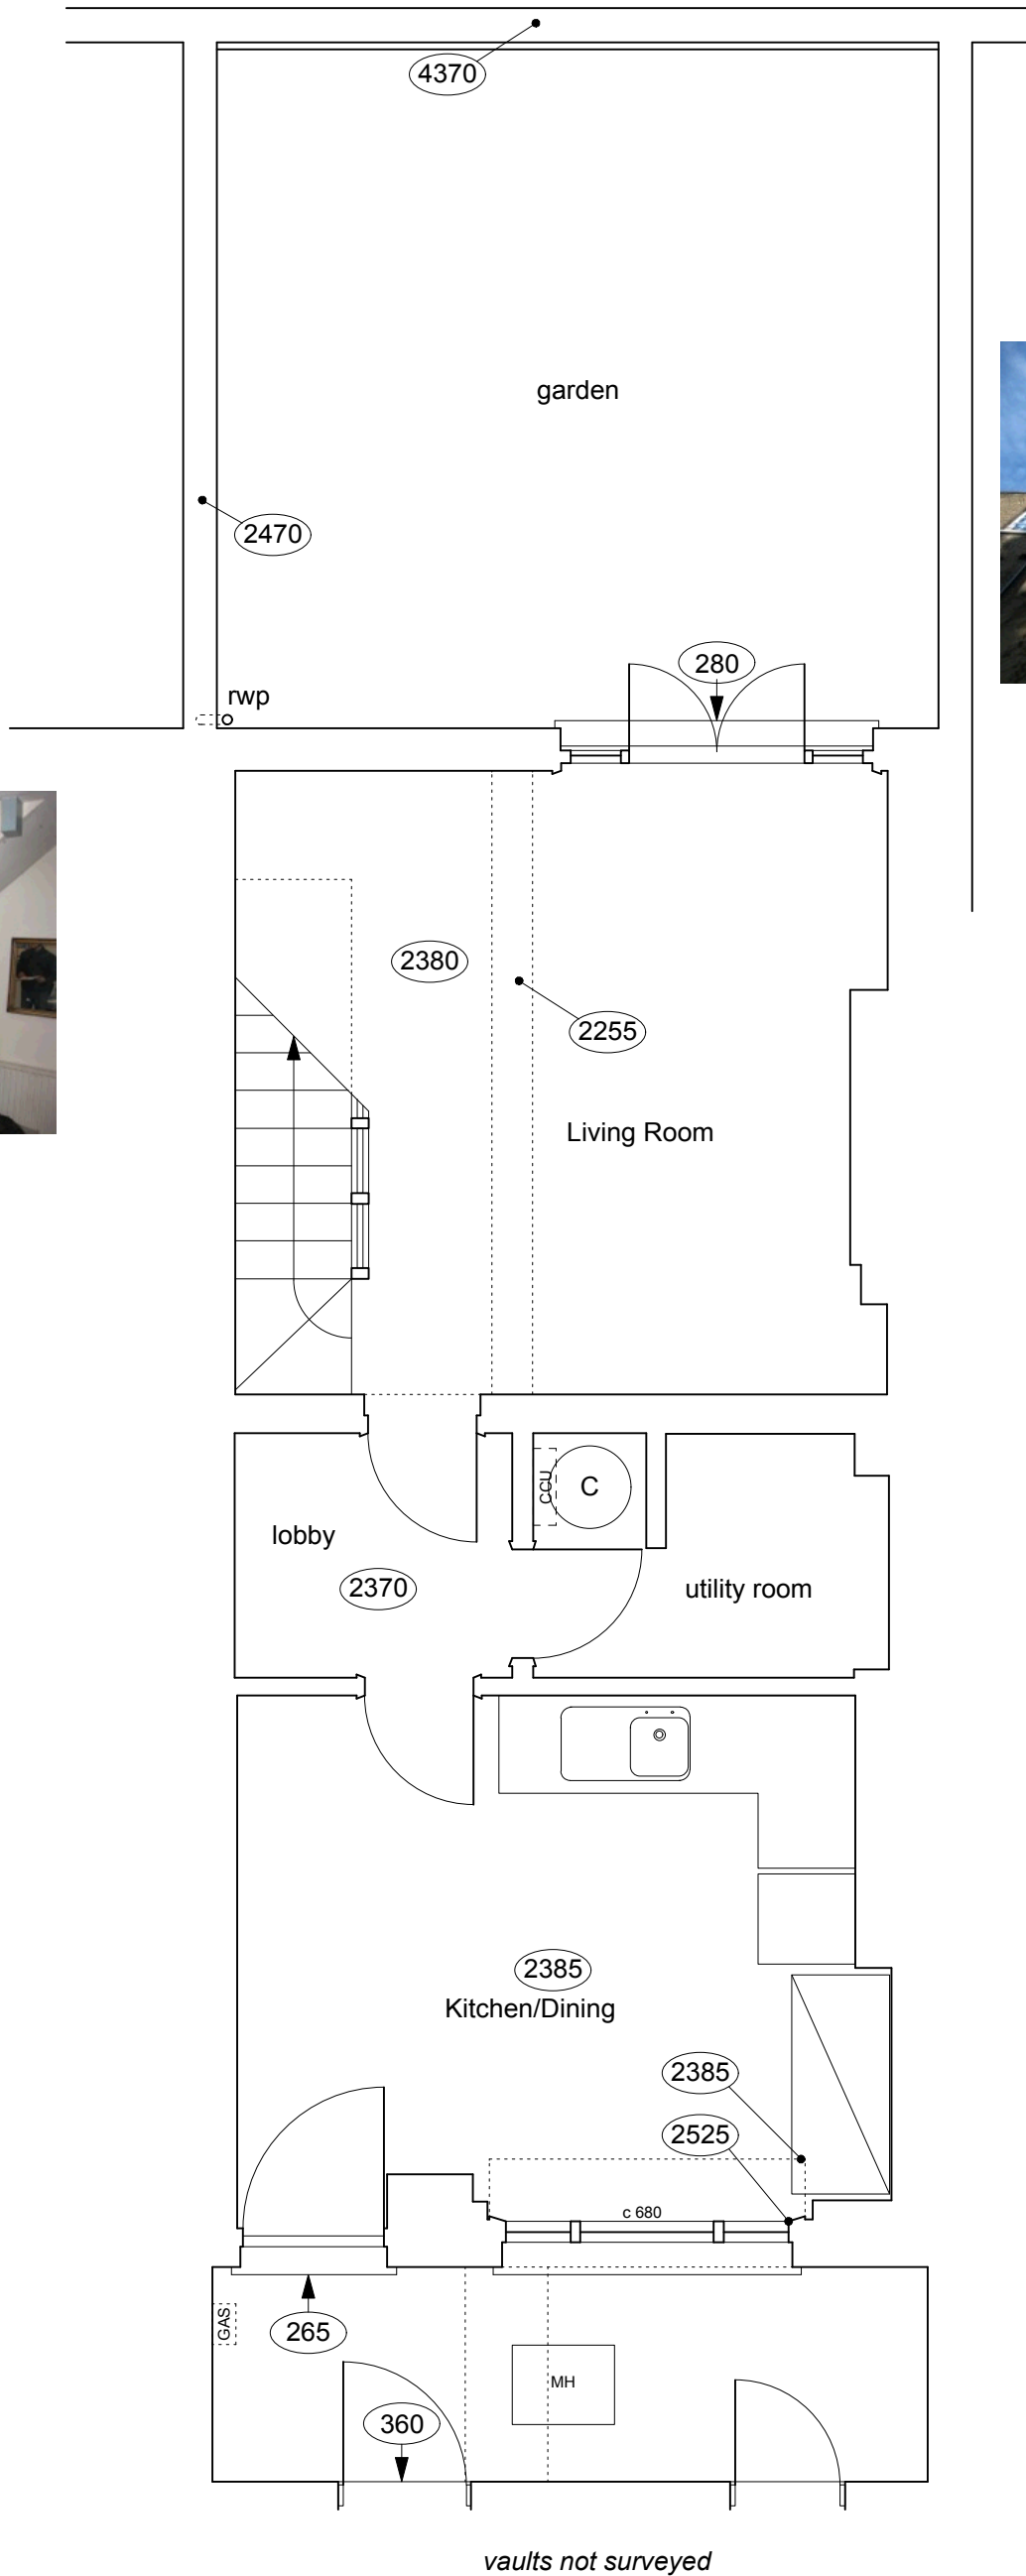 4370
garden
2470
280
rwp
2380
2255
Living Room
CCU
C
lobby
2370
utility room
2385
Kitchen/Dining
2385
2525
c 680
GAS
265
MH
360
vaults not surveyed